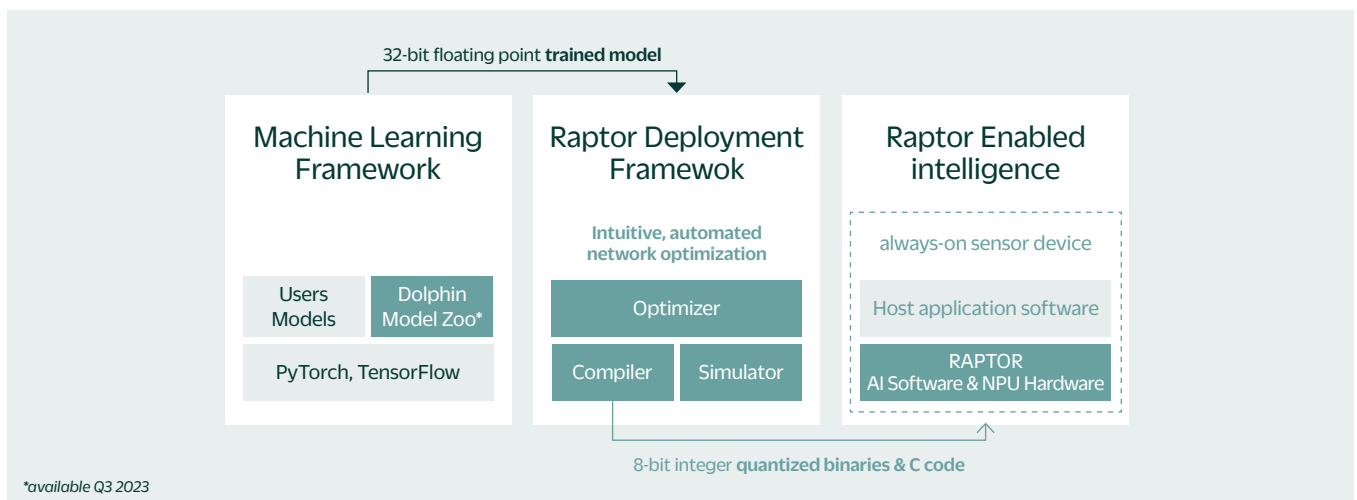 32-bit floating point trained model
Machine Learning
Framework
Users
Models
Dolphin
Model Zoo*
PyTorch, TensorFlow
Raptor Deployment
Framewok
Intuitive, automated
network optimization
Optimizer
Compiler
Simulator
Raptor Enabled
intelligence
always-on sensor device
Host application software
RAPTOR
AI Software & NPU Hardware
8-bit integer quantized binaries & C code
*available Q3 2023